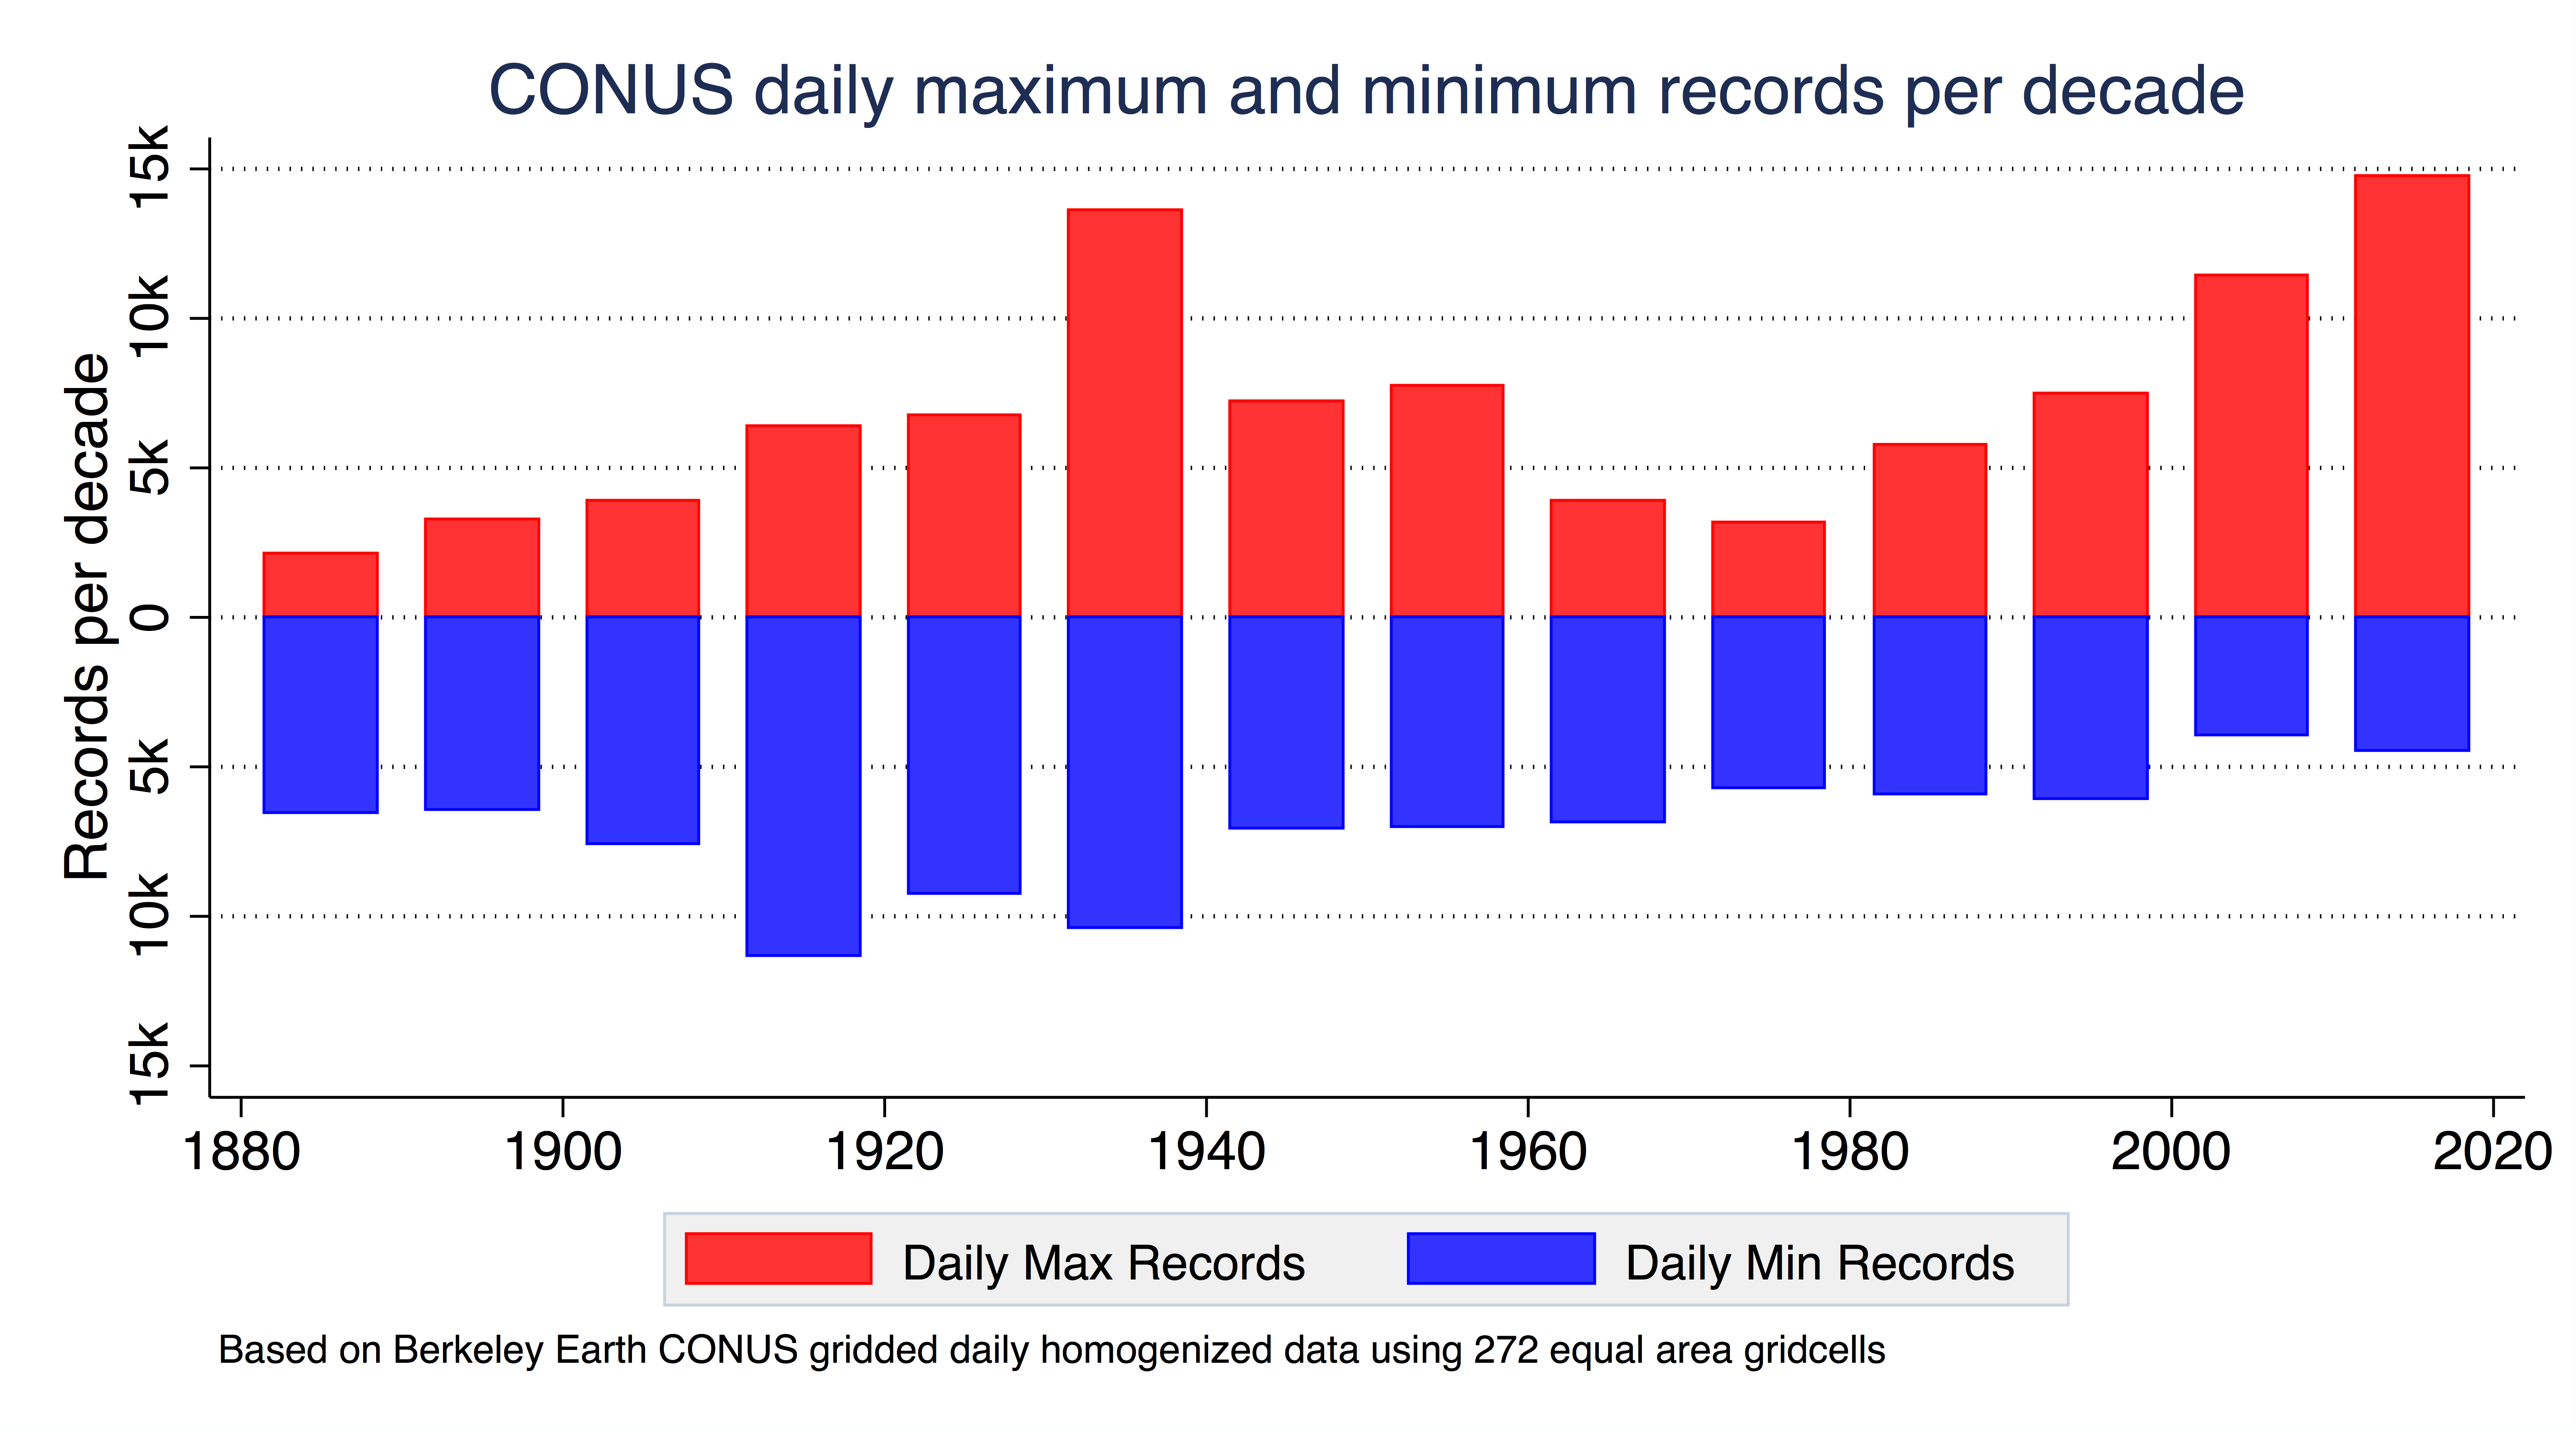 CONUS daily maximum and minimum records per decade
Records per decade
15k
10k
5k
0
5k
10k
15k
1880 1900 1920 1940 1960 1980 2000 2020
Daily Max Records Daily Min Records
Based on Berkeley Earth CONUS gridded daily homogenized data using 272 equal area gridcells